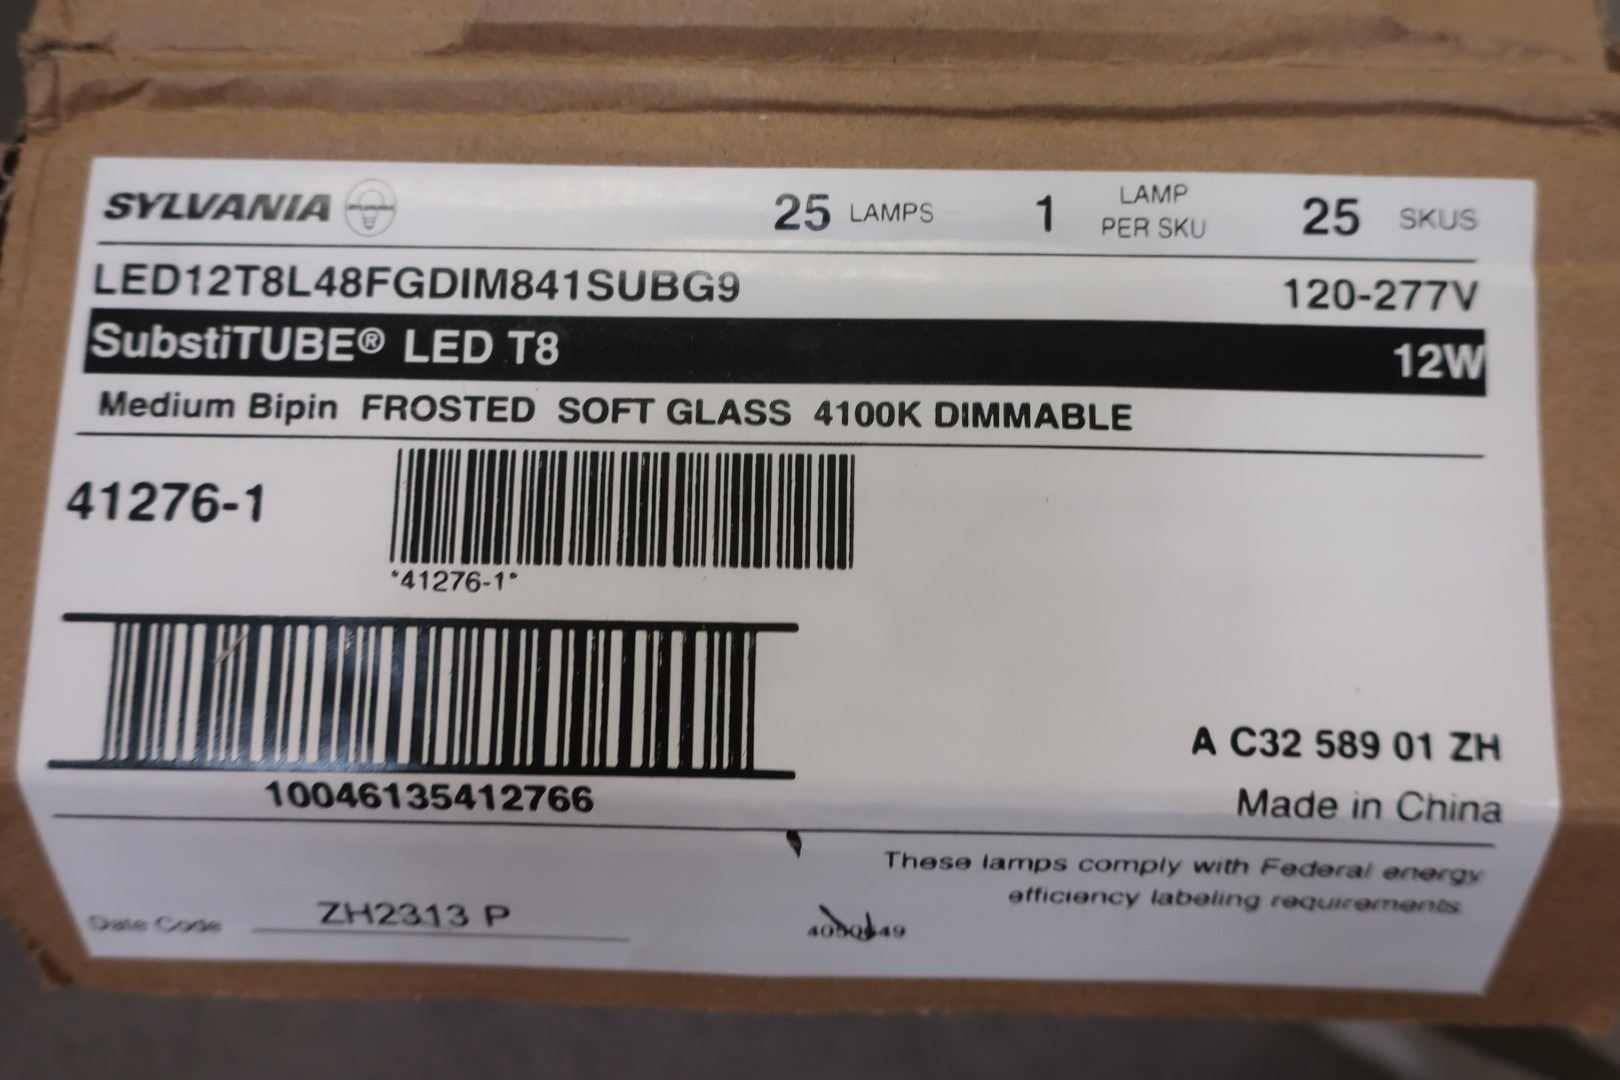 SYLVANIA 25 LAMPS 1 LAMP PER SKU 25 SKUS
LED12T8L48FGDIM841SUBG9 120-277V
SubstiTUBE® LED T8 12W
Medium Bipin FROSTED SOFT GLASS 4100K DIMMABLE
41276-1
*41276-1*
10046135412766
A C32 589 01 ZH
Made in China
These lamps comply with Federal energy
efficiency labeling requirements.
Date Code ZH2313 P